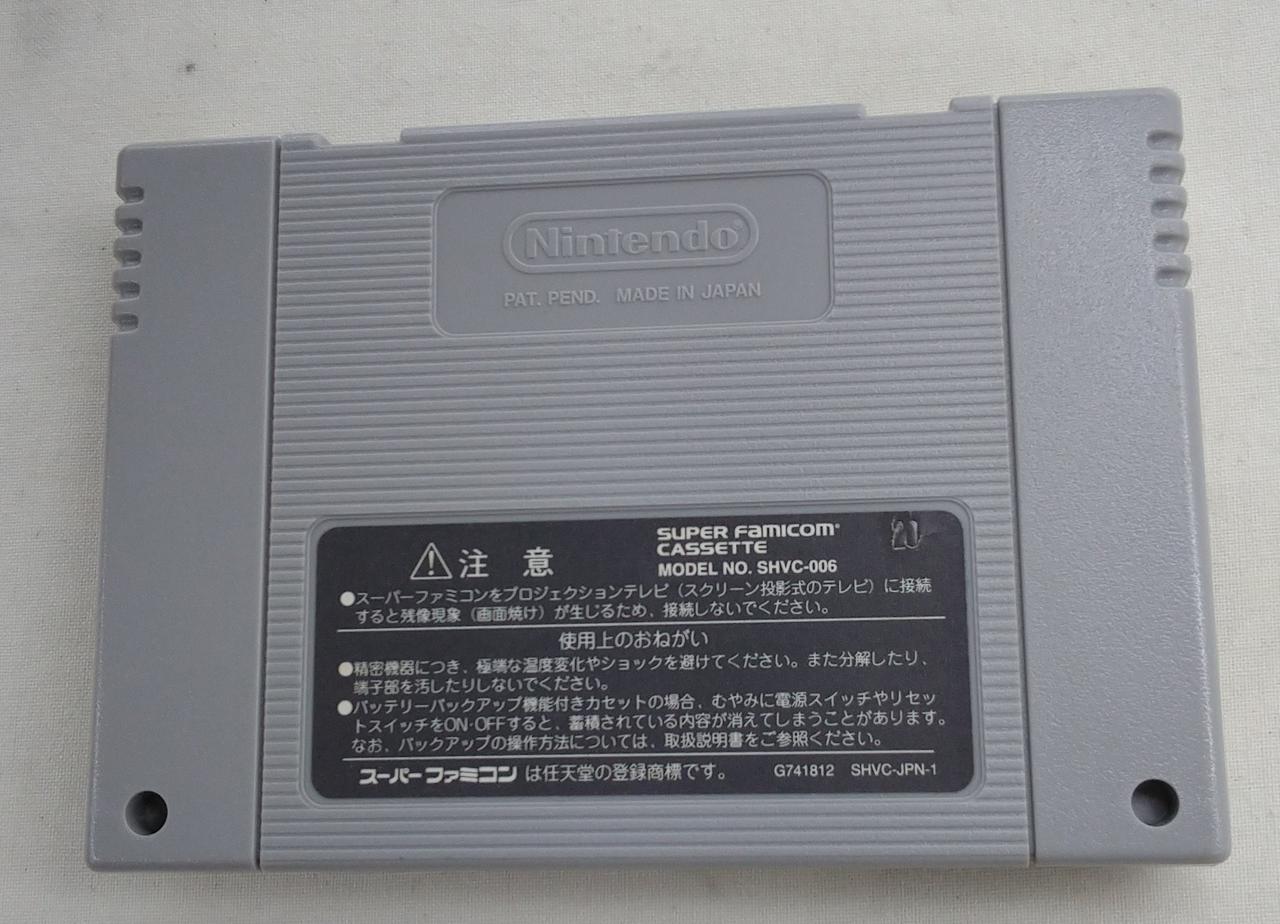 Nintendo®
PAT. PEND. MADE IN JAPAN
SUPER FAMICOM®
CASSETTE
⚠注意
MODEL NO. SHVC-006
●スーパーファミコンをプロジェクションテレビ(スクリーン投影式のテレビ)に接続
すると残像現象(画面焼け)が生じるため、接続しないでください。
使用上のおねがい
●精密機器につき、極端な温度変化やショックを避けてください。また分解したり、
端子部を汚したりしないでください。
●バッテリーバックアップ機能付きカセットの場合、むやみに電源スイッチやリセッ
トスイッチをON·OFFすると、蓄積されている内容が消えてしまうことがあります。
なお、バックアップの操作方法については、取扱説明書をご参照ください。
スーパーファミコンは任天堂の登録商標です。 G741812 SHVC-JPN-1